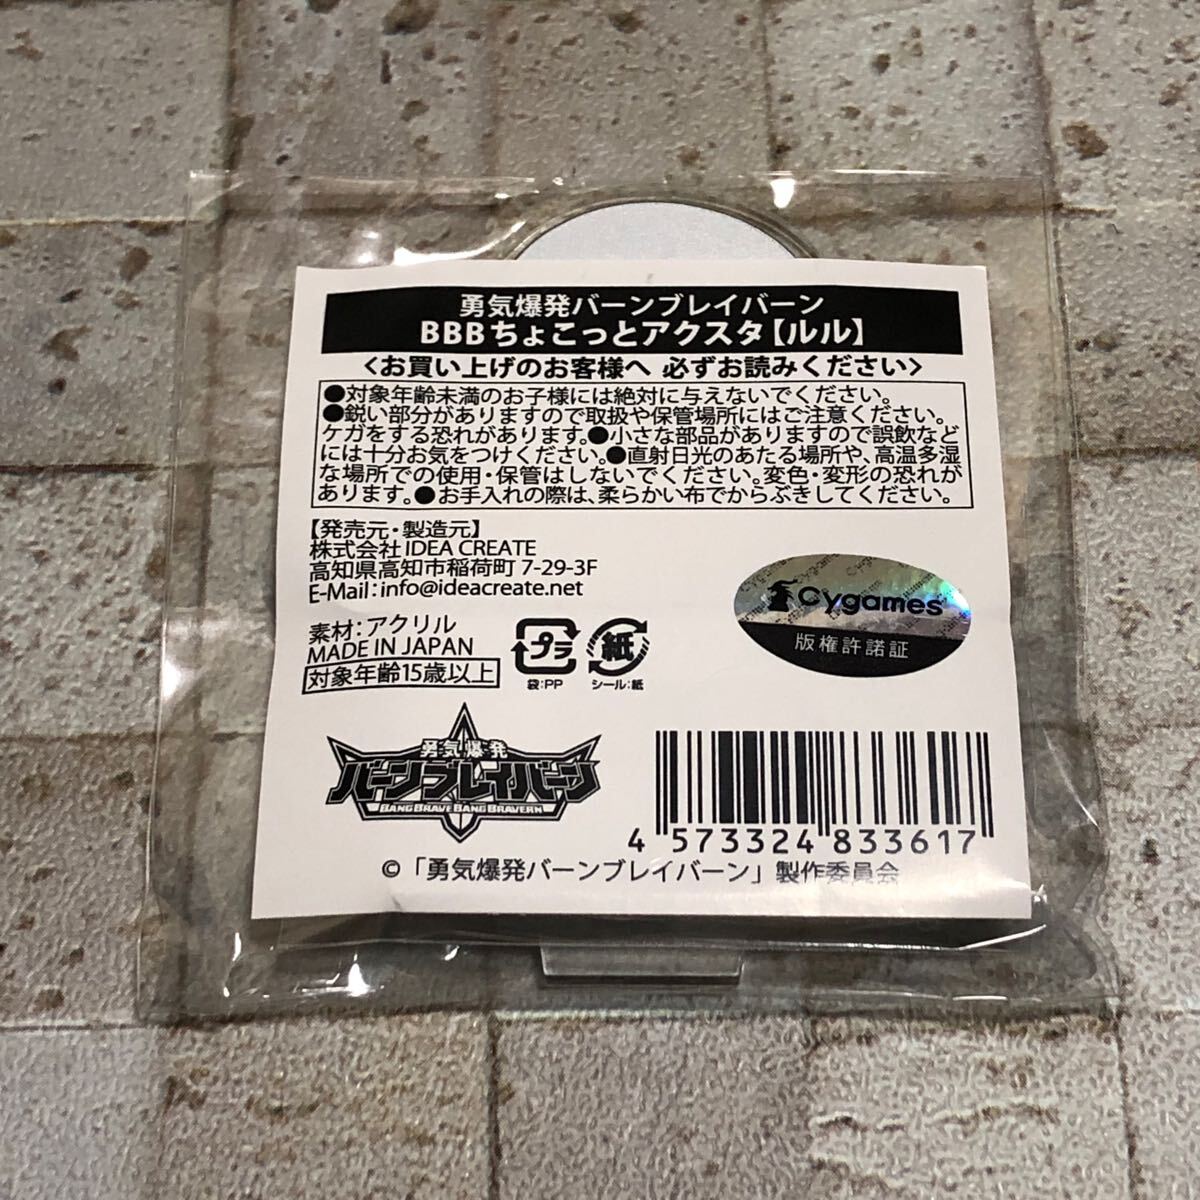 勇気爆発バーンブレイバーン
BBBちょこっとアクスタ【ルル】
<お買い上げのお客様へ 必ずお読みください>
●対象年齢未満のお子様には絶対に与えないでください。
●鋭い部分がありますので取扱や保管場所にはご注意ください。
ケガをする恐れがあります。●小さな部品がありますので誤飲など
には十分お気をつけください。●直射日光のあたる場所や、高温多湿
な場所での使用・保管はしないでください。変色・変形の恐れが
あります。●お手入れの際は、柔らかい布でからぶきしてください。
【発売元・製造元】
株式会社IDEA CREATE
高知県高知市稲荷町 7-29-3F
E-Mail：info@ideacreate.net
素材：アクリル
MADE IN JAPAN
対象年齢15歳以上
プラ
袋：PP
紙
シール：紙
Cygames
版権許諾証
勇気爆発
バーンブレイバーン
BANG BRAVE BANG BRAVERN
4 573324 833617
©「勇気爆発バーンブレイバーン」製作委員会